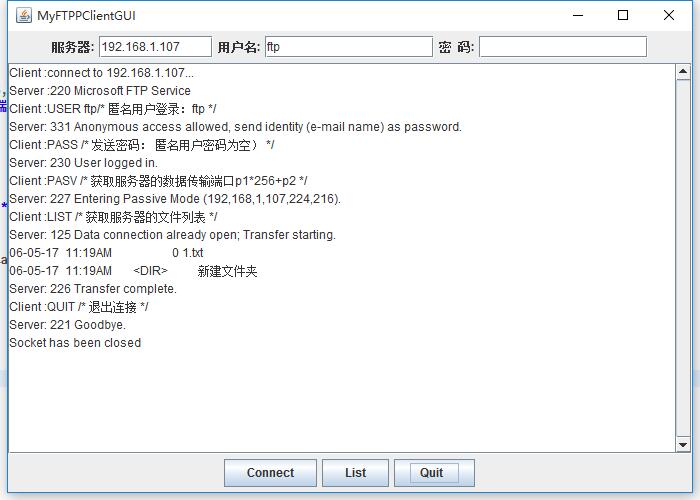 MyFTPPClientGUI
服务器: 192.168.1.107 用户名: ftp 密 码:
Client :connect to 192.168.1.107...
Server :220 Microsoft FTP Service
Client :USER ftp/* 匿名用户登录：ftp */
Server: 331 Anonymous access allowed, send identity (e-mail name) as password.
Client :PASS /* 发送密码： 匿名用户密码为空） */
Server: 230 User logged in.
Client :PASV /* 获取服务器的数据传输端口p1*256+p2 */
Server: 227 Entering Passive Mode (192,168,1,107,224,216).
Client :LIST /* 获取服务器的文件列表 */
Server: 125 Data connection already open; Transfer starting.
06-05-17 11:19AM 0 1.txt
06-05-17 11:19AM <DIR> 新建文件夹
Server: 226 Transfer complete.
Client :QUIT /* 退出连接 */
Server: 221 Goodbye.
Socket has been closed
Connect List Quit